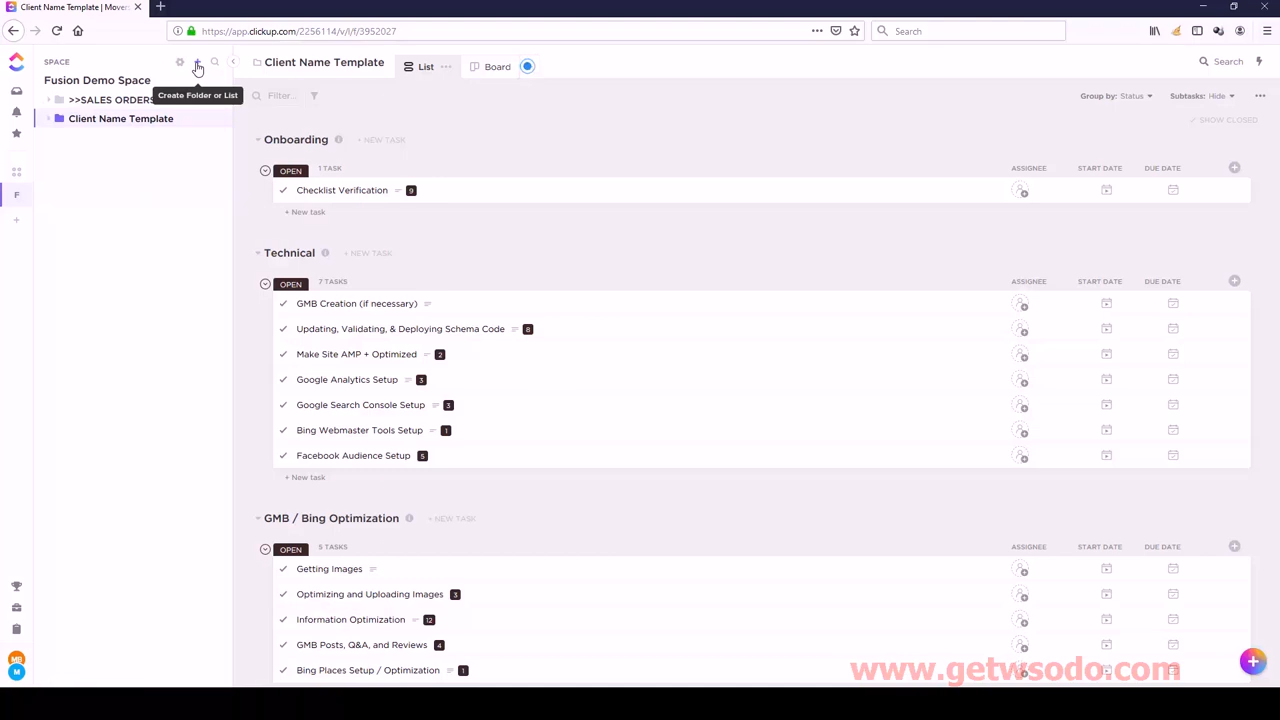 Client Name Template | Mover
https://app.clickup.com/2256114/v/l/f/3952027
Search
SPACE
Fusion Demo Space
>>SALES ORDERS
Create Folder or List
Client Name Template
Client Name Template
List
Board
Search
Filter...
Group by: Status
Subtasks: Hide
SHOW CLOSED
Onboarding
+ NEW TASK
OPEN
1 TASK
ASSIGNEE
START DATE
DUE DATE
Checklist Verification
9
+ New task
Technical
+ NEW TASK
OPEN
7 TASKS
ASSIGNEE
START DATE
DUE DATE
GMB Creation (if necessary)
Updating, Validating, & Deploying Schema Code
8
Make Site AMP + Optimized
2
Google Analytics Setup
3
Google Search Console Setup
3
Bing Webmaster Tools Setup
1
Facebook Audience Setup
5
+ New task
GMB / Bing Optimization
+ NEW TASK
OPEN
5 TASKS
ASSIGNEE
START DATE
DUE DATE
Getting Images
Optimizing and Uploading Images
3
Information Optimization
12
GMB Posts, Q&A, and Reviews
4
Bing Places Setup / Optimization
1
F
MB
M
www.getwsodo.com